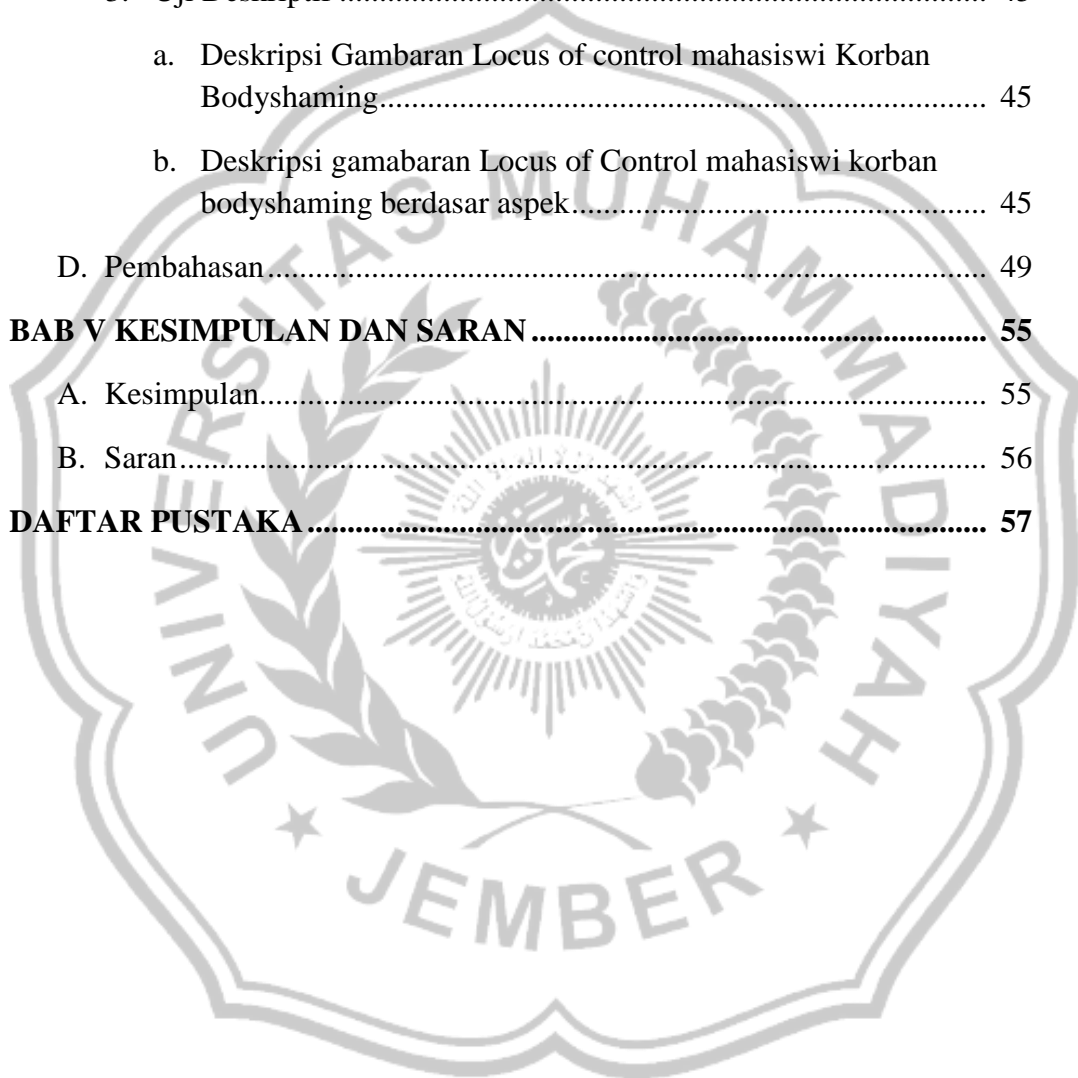 a. Deskripsi Gambaran Locus of control mahasiswi Korban
Bodyshaming........................................................................ 45
b. Deskripsi gamabaran Locus of Control mahasiswi korban
bodyshaming berdasar aspek................................................. 45
D. Pembahasan...................................................................................... 49
BAB V KESIMPULAN DAN SARAN...................................................... 55
A. Kesimpulan....................................................................................... 55
B. Saran................................................................................................. 56
DAFTAR PUSTAKA................................................................................. 57
UNIVERSITAS MUHAMMADIYAH
JEMBER